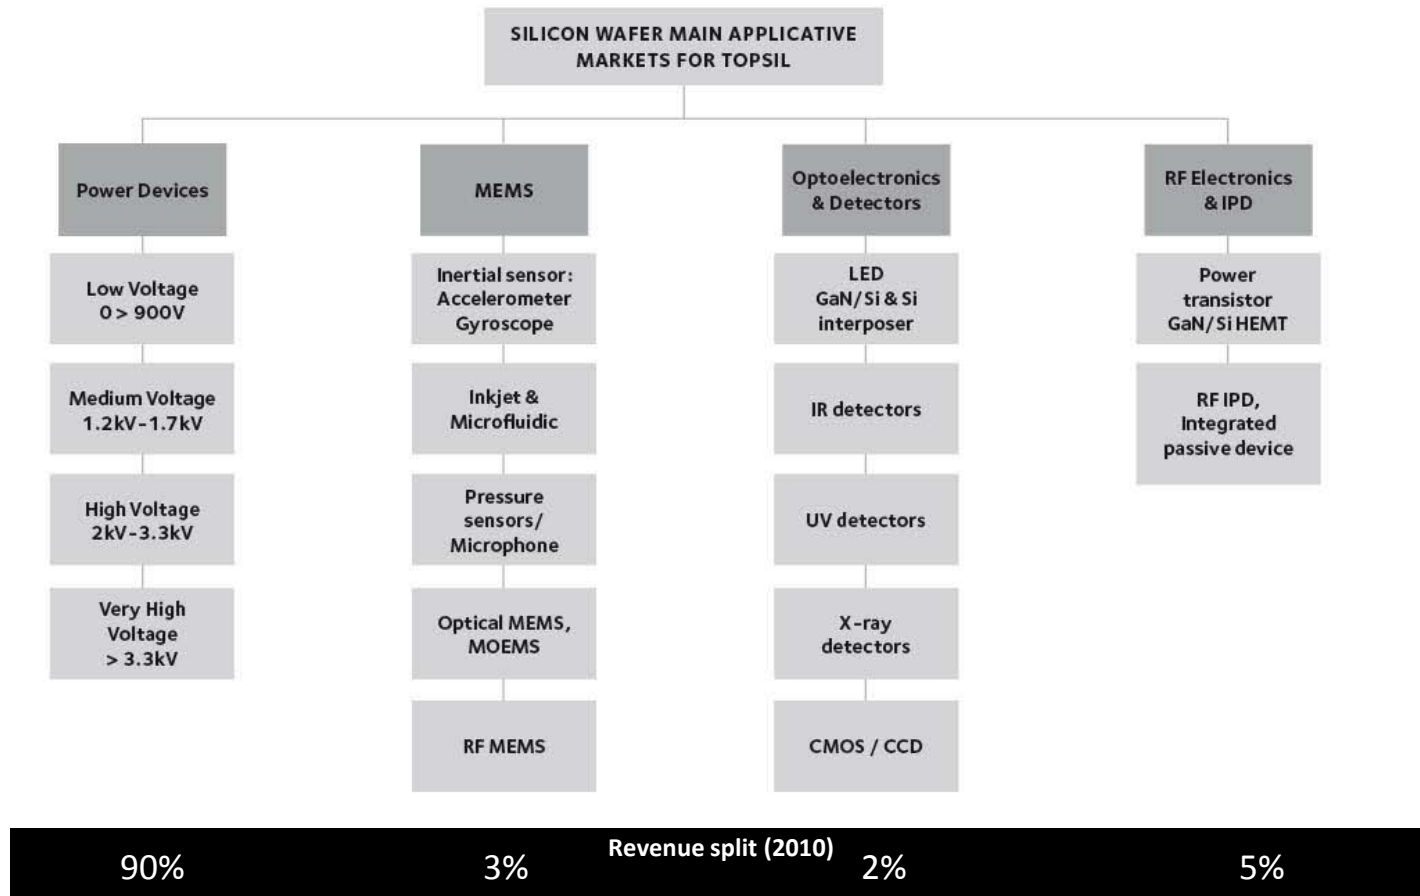 SILICON WAFER MAIN APPLICATIVE
MARKETS FOR TOPSIL
Power Devices
Low Voltage
0 > 900V
Medium Voltage
1.2kV-1.7kV
High Voltage
2kV-3.3kV
Very High
Voltage
> 3.3kV
MEMS
Inertial sensor:
Accelerometer
Gyroscope
Inkjet &
Microfluidic
Pressure
sensors/
Microphone
Optical MEMS,
MOEMS
RF MEMS
Optoelectronics
& Detectors
LED
GaN/Si & Si
interposer
IR detectors
UV detectors
X-ray
detectors
CMOS / CCD
RF Electronics
& IPD
Power
transistor
GaN/Si HEMT
RF IPD,
Integrated
passive device
Revenue split (2010)
90%
3%
2%
5%